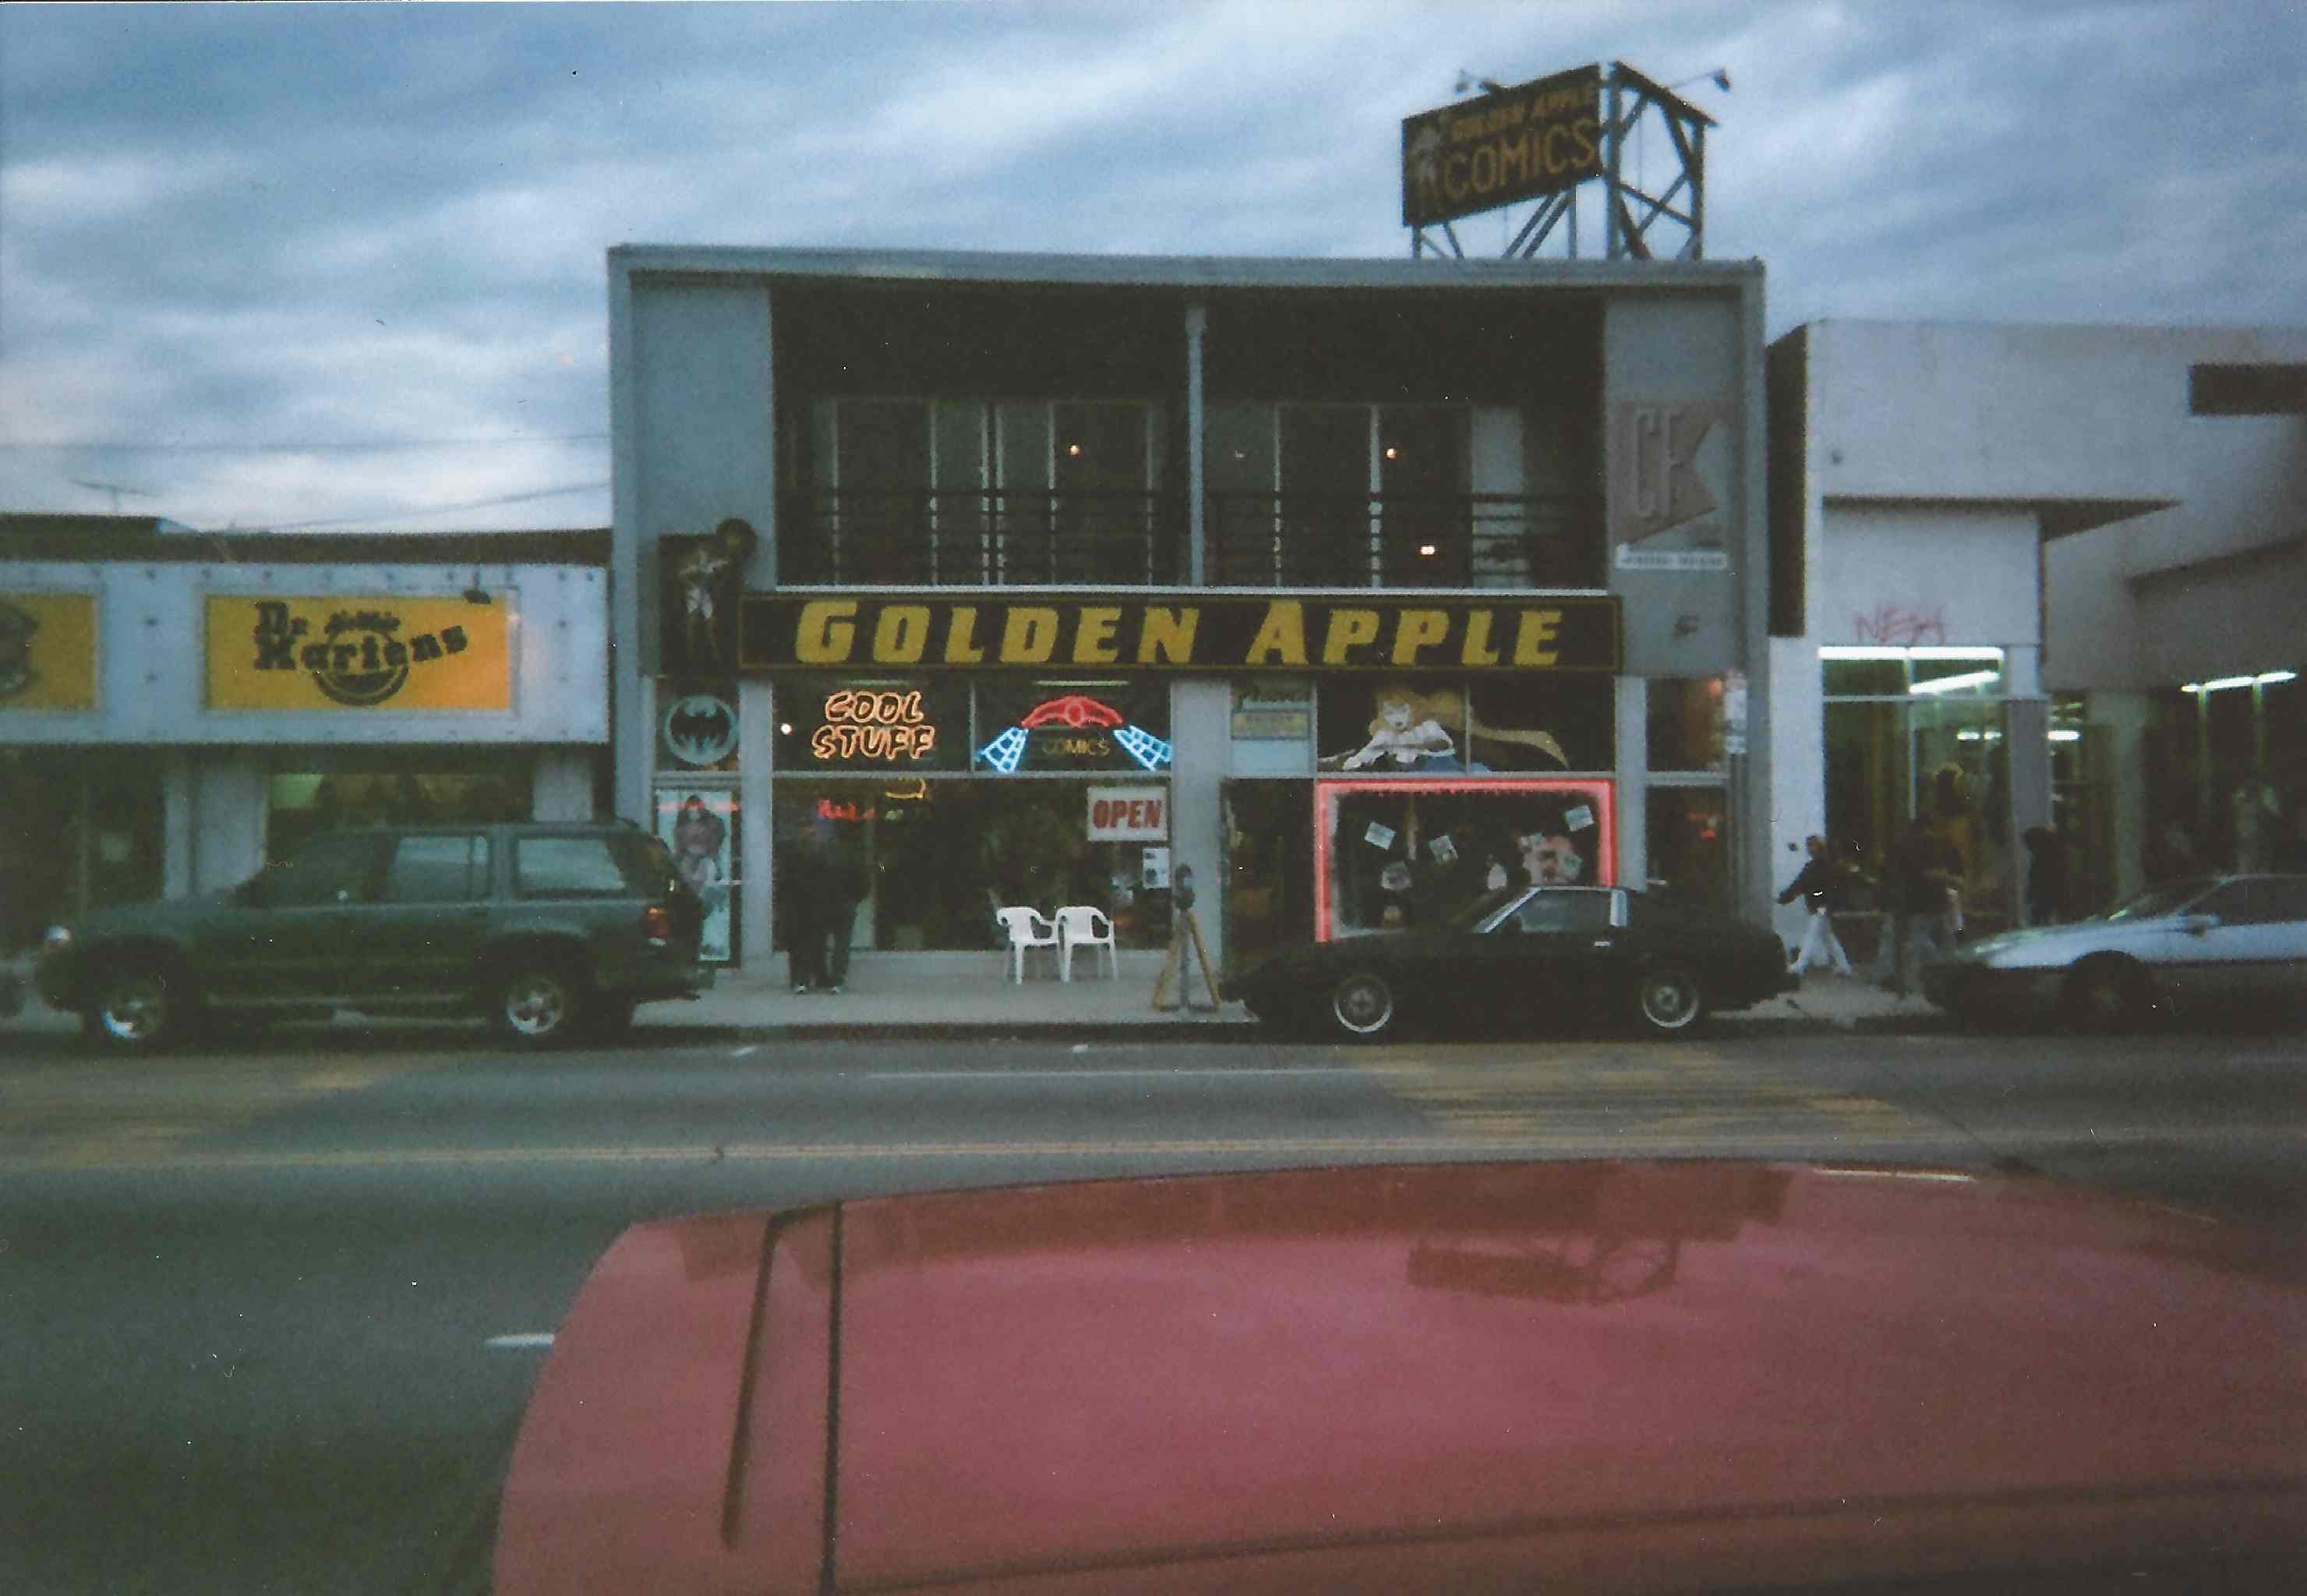 GOLDEN APPLE
COMICS
Dr.
Martens
GOLDEN APPLE
COOL
STUFF
COMICS
OPEN